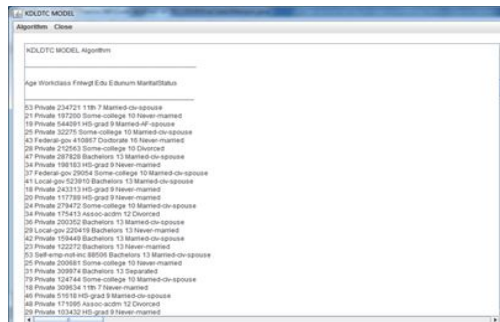 KDLDTC MODEL
Algorithm Close
KDLDTC MODEL Algorithm
Age Workclass Fnlwgt Edu Edunum MaritalStatus
53 Private 234721 11th 7 Married-civ-spouse
21 Private 197200 Some-college 10 Never-married
19 Private 544091 HS-grad 9 Married-AF-spouse
25 Private 32275 Some-college 10 Married-civ-spouse
43 Federal-gov 410867 Doctorate 16 Never-married
28 Private 212563 Some-college 10 Divorced
47 Private 287828 Bachelors 13 Married-civ-spouse
34 Private 198183 HS-grad 9 Never-married
37 Federal-gov 29054 Some-college 10 Married-civ-spouse
41 Local-gov 523910 Bachelors 13 Married-civ-spouse
18 Private 243313 HS-grad 9 Never-married
20 Private 117789 HS-grad 9 Never-married
24 Private 279472 Some-college 10 Married-civ-spouse
34 Private 175413 Assoc-acdm 12 Divorced
36 Private 200352 Bachelors 13 Married-civ-spouse
29 Local-gov 220419 Bachelors 13 Never-married
42 Private 159449 Bachelors 13 Married-civ-spouse
23 Private 122272 Bachelors 13 Never-married
53 Self-emp-not-inc 88506 Bachelors 13 Married-civ-spouse
25 Private 200681 Some-college 10 Never-married
31 Private 309974 Bachelors 13 Separated
79 Private 124744 Some-college 10 Married-civ-spouse
18 Private 309634 11th 7 Never-married
46 Private 51618 HS-grad 9 Married-civ-spouse
48 Private 171095 Assoc-acdm 12 Divorced
29 Private 103432 HS-grad 9 Never-married